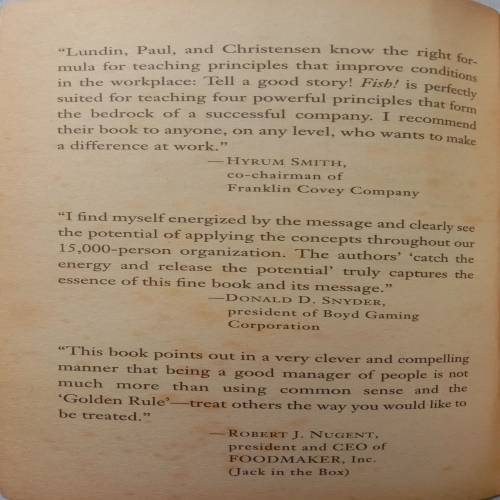 “Lundin, Paul, and Christensen know the right for-
mula for teaching principles that improve conditions
in the workplace: Tell a good story! Fish! is perfectly
suited for teaching four powerful principles that form
the bedrock of a successful company. I recommend
their book to anyone, on any level, who wants to make
a difference at work.”
—HYRUM SMITH,
co-chairman of
Franklin Covey Company
“I find myself energized by the message and clearly see
the potential of applying the concepts throughout our
15,000-person organization. The authors’ ‘catch the
energy and release the potential’ truly captures the
essence of this fine book and its message.”
—DONALD D. SNYDER,
president of Boyd Gaming
Corporation
“This book points out in a very clever and compelling
manner that being a good manager of people is not
much more than using common sense and the
‘Golden Rule’—treat others the way you would like to
be treated.”
—ROBERT J. NUGENT,
president and CEO of
FOODMAKER, Inc.
(Jack in the Box)